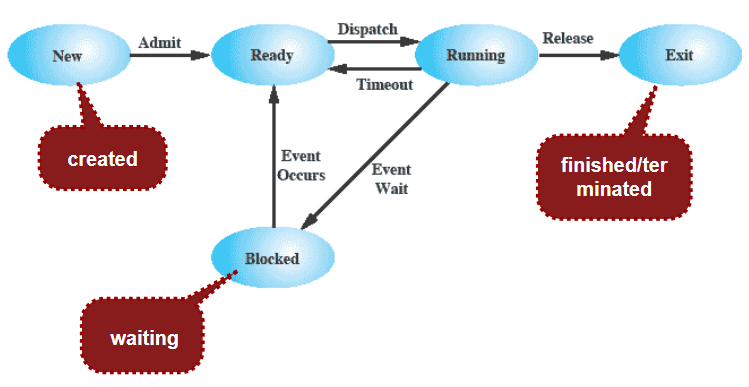 New
Admit
Ready
Dispatch
Timeout
Running
Release
Exit
created
Event
Occurs
Event
Wait
finished/ter
minated
Blocked
waiting